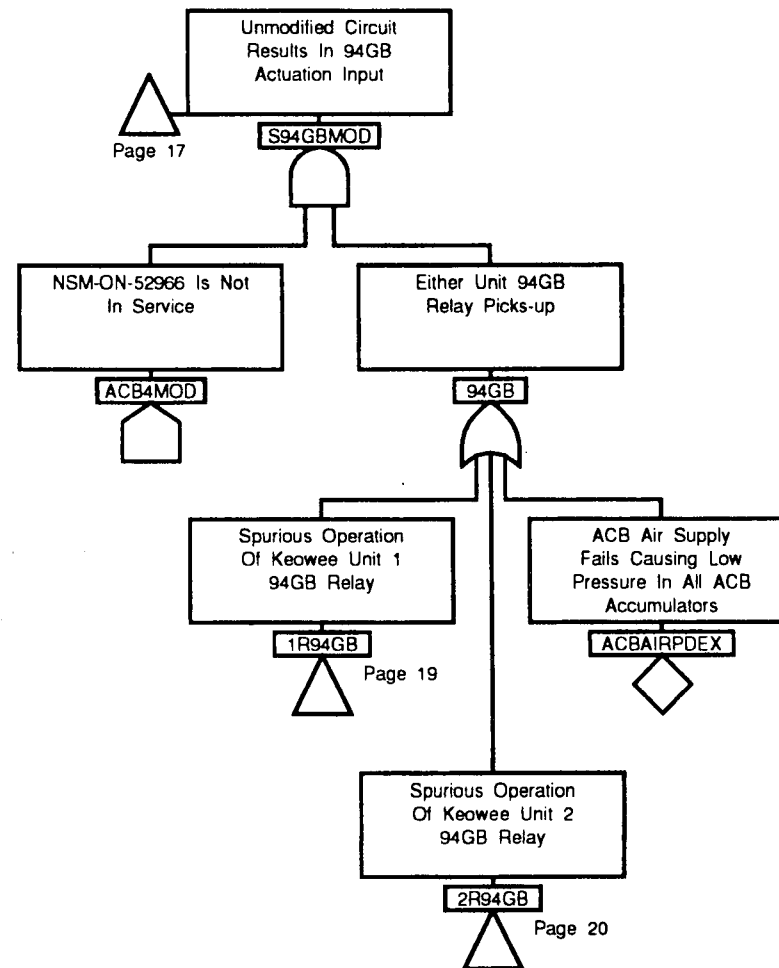 Unmodified Circuit
Results In 94GB
Actuation Input
Page 17
S94GBMOD
NSM-ON-52966 Is Not
In Service
ACB4MOD
Either Unit 94GB
Relay Picks-up
94GB
Spurious Operation
Of Keowee Unit 1
94GB Relay
1R94GB
Page 19
ACB Air Supply
Fails Causing Low
Pressure In All ACB
Accumulators
ACBAIRPDEX
Spurious Operation
Of Keowee Unit 2
94GB Relay
2R94GB
Page 20